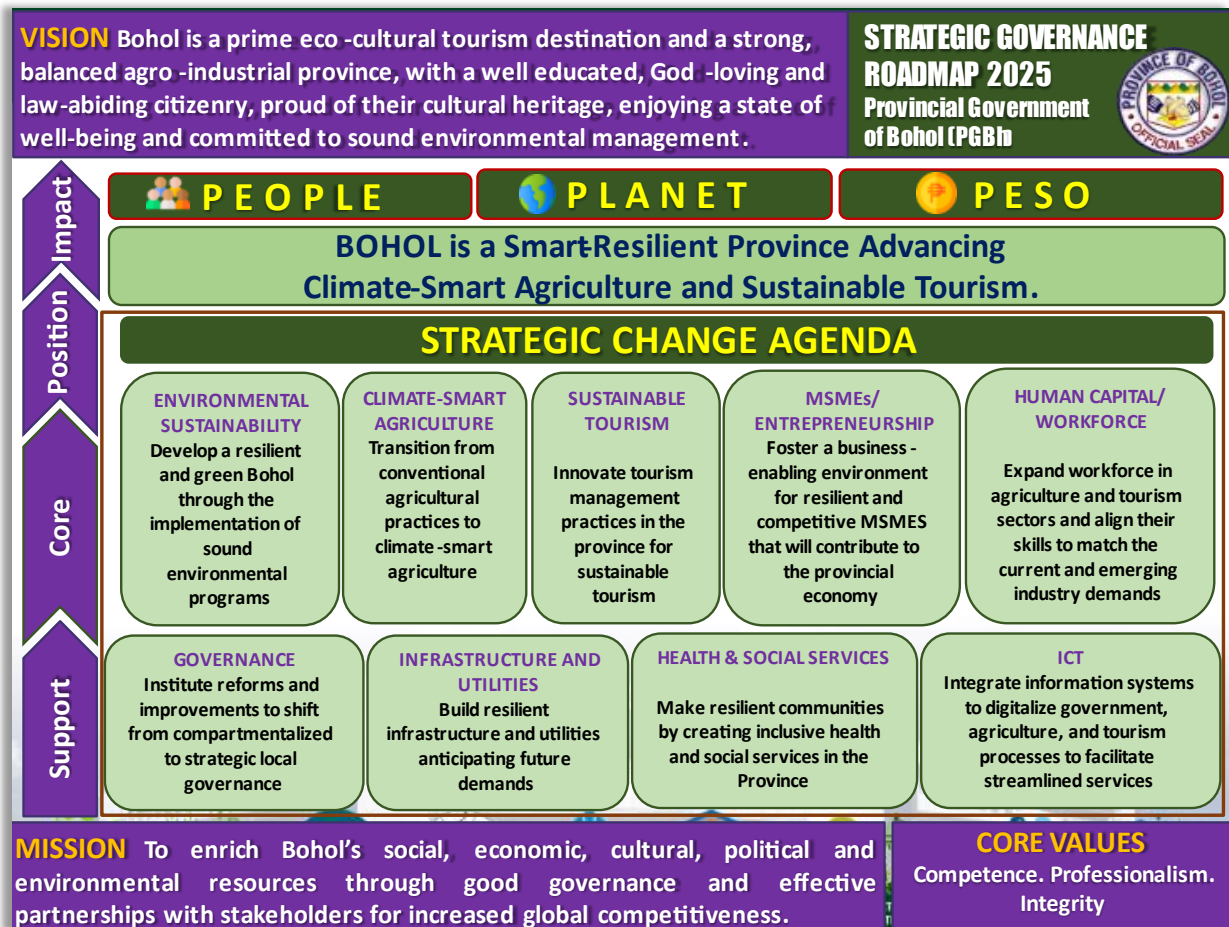 VISION Bohol is a prime eco -cultural tourism destination and a strong,
balanced agro -industrial province, with a well educated, God -loving and
law-abiding citizenry, proud of their cultural heritage, enjoying a state of
well-being and committed to sound environmental management.
STRATEGIC GOVERNANCE
ROADMAP 2025
Provincial Government
of Bohol (PGBh
PROVINCE OF BOHOL
OFFICIAL SEAL
Impact
Position
Core
Support
PEOPLE
PLANET
PESO
BOHOL is a Smart-Resilient Province Advancing
Climate-Smart Agriculture and Sustainable Tourism.
STRATEGIC CHANGE AGENDA
ENVIRONMENTAL
SUSTAINABILITY
Develop a resilient
and green Bohol
through the
implementation of
sound
environmental
programs
CLIMATE-SMART
AGRICULTURE
Transition from
conventional
agricultural
practices to
climate -smart
agriculture
SUSTAINABLE
TOURISM
Innovate tourism
management
practices in the
province for
sustainable
tourism
MSMEs/
ENTREPRENEURSHIP
Foster a business -
enabling environment
for resilient and
competitive MSMES
that will contribute to
the provincial
economy
HUMAN CAPITAL/
WORKFORCE
Expand workforce in
agriculture and tourism
sectors and align their
skills to match the
current and emerging
industry demands
GOVERNANCE
Institute reforms and
improvements to shift
from compartmentalized
to strategic local
governance
INFRASTRUCTURE AND
UTILITIES
Build resilient
infrastructure and utilities
anticipating future
demands
HEALTH & SOCIAL SERVICES
Make resilient communities
by creating inclusive health
and social services in the
Province
ICT
Integrate information systems
to digitalize government,
agriculture, and tourism
processes to facilitate
streamlined services
MISSION To enrich Bohol's social, economic, cultural, political and
environmental resources through good governance and effective
partnerships with stakeholders for increased global competitiveness.
CORE VALUES
Competence. Professionalism.
Integrity